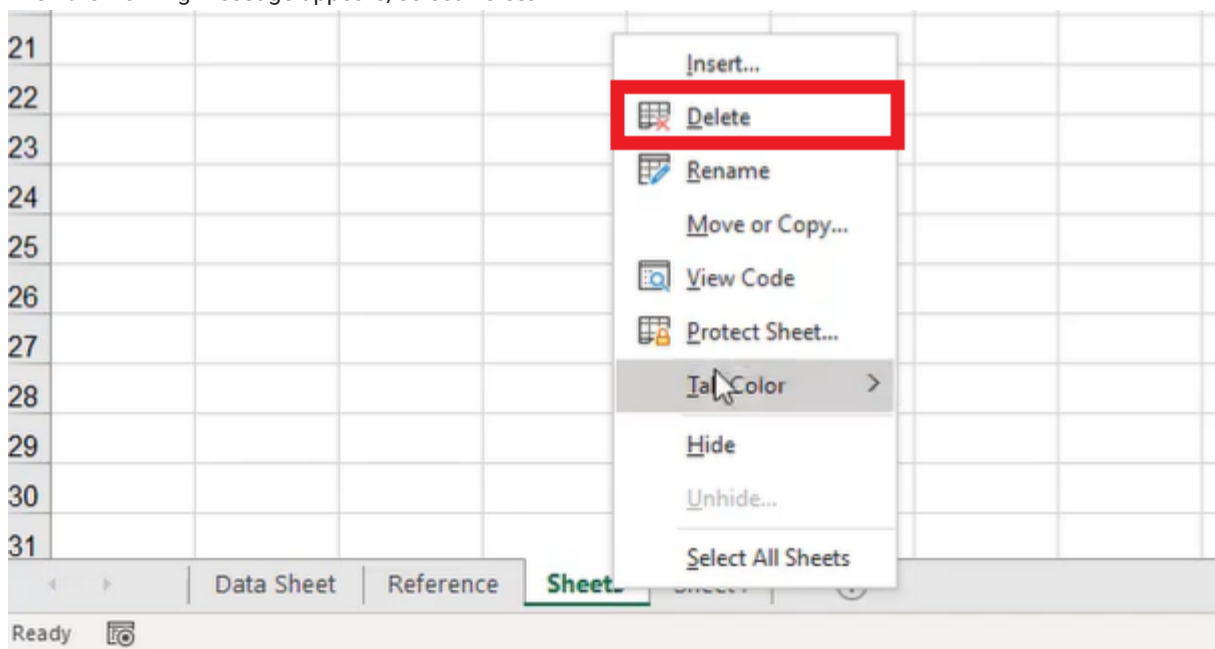 21
22
23
24
25
26
27
28
29
30
31
Insert...
Delete
Rename
Move or Copy...
View Code
Protect Sheet...
Tab Color
Hide
Unhide...
Select All Sheets
Data Sheet Reference
Ready